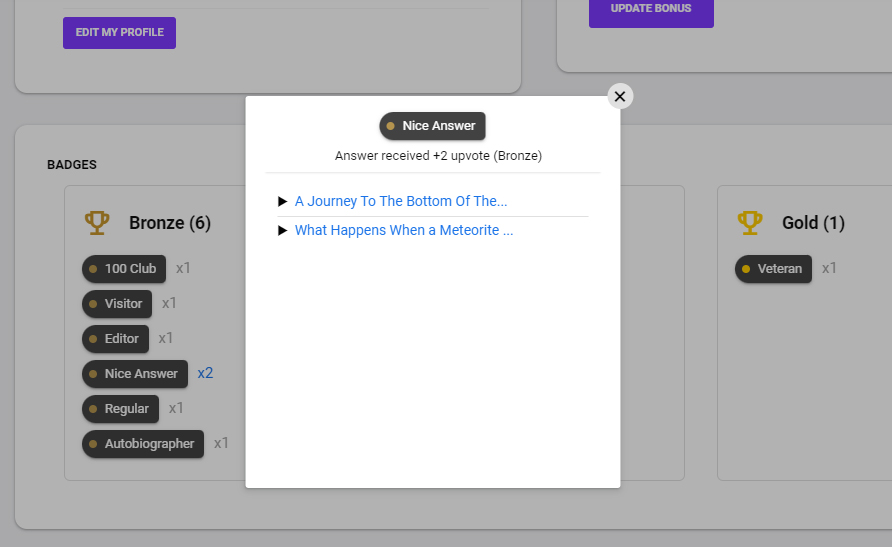 EDIT MY PROFILE
UPDATE BONUS
Nice Answer
Answer received +2 upvote (Bronze)
A Journey To The Bottom Of The...
What Happens When a Meteorite ...
BADGES
Bronze (6)
100 Club x1
Visitor x1
Editor x1
Nice Answer x2
Regular x1
Autobiographer x1
Gold (1)
Veteran x1